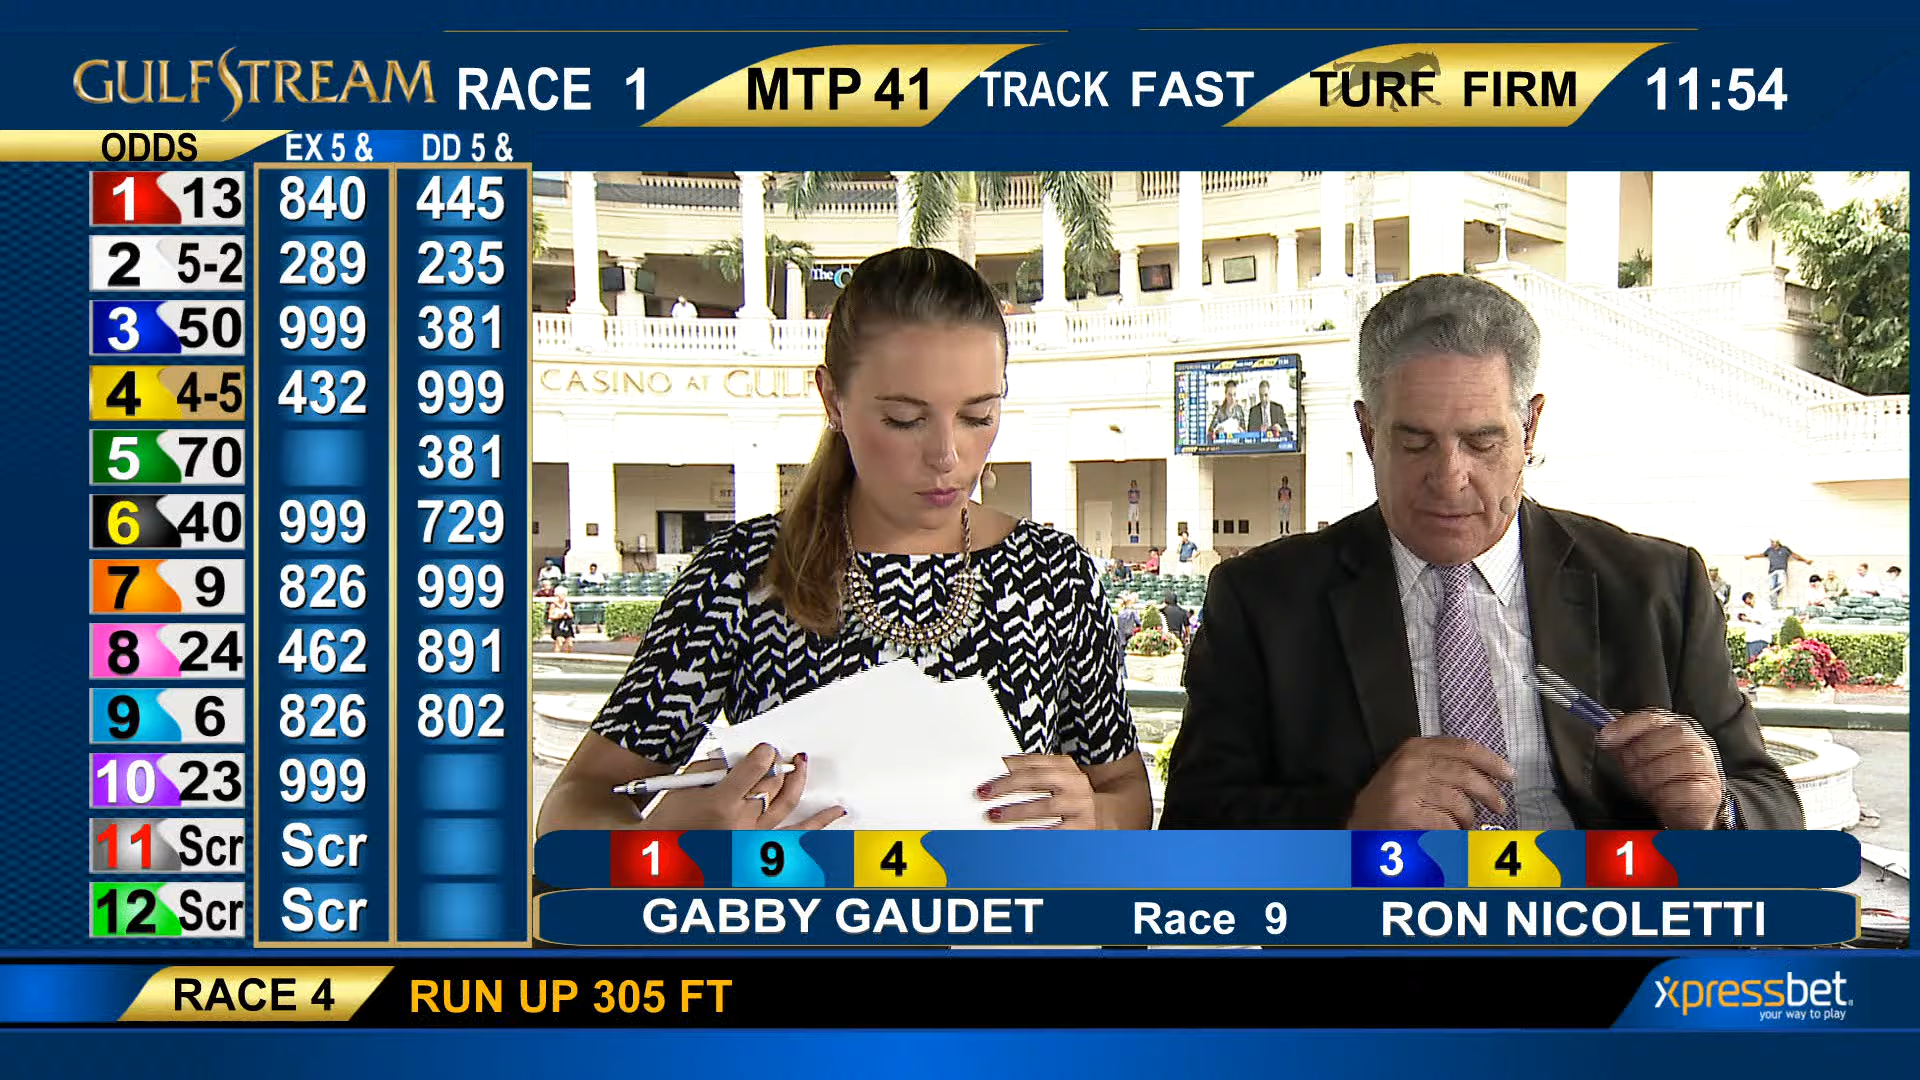 GULFSTREAM RACE 1 MTP 41 TRACK FAST TURF FIRM 11:54
ODDS EX 5 & DD 5 &
1 13 840 445
2 5-2 289 235
3 50 999 381
4 4-5 432 999
5 70 381
6 40 999 729
7 9 826 999
8 24 462 891
9 6 826 802
10 23 999
11 Scr Scr
12 Scr Scr
The
CASINO AT GULF
1 9 4 3 4 1
GABBY GAUDET Race 9 RON NICOLETTI
RACE 4 RUN UP 305 FT
xpressbet
your way to play